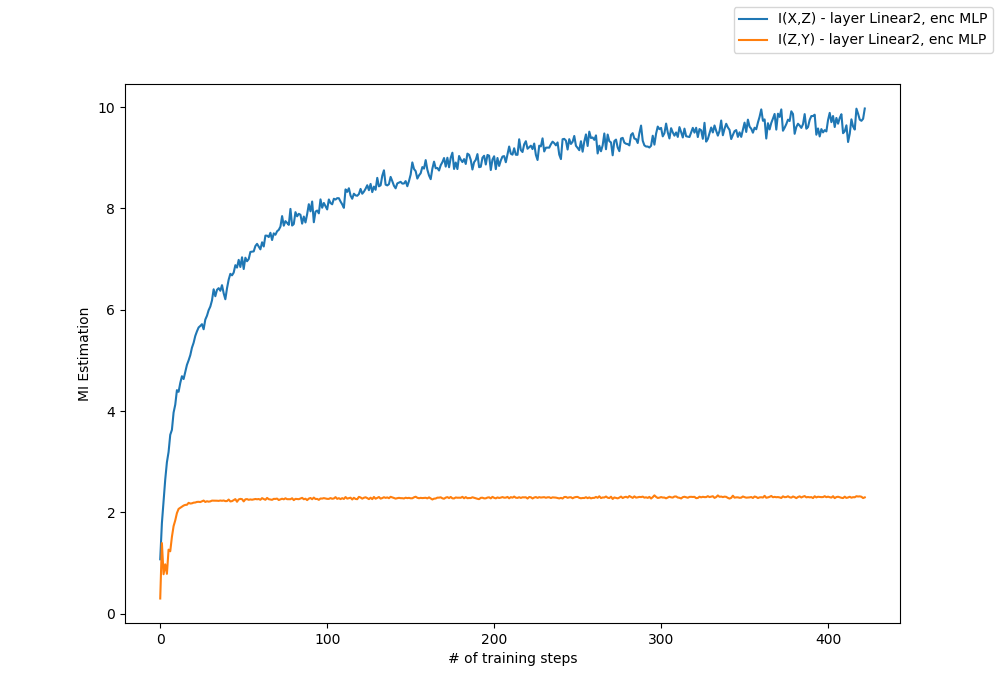 I(X,Z) - layer Linear2, enc MLP
I(Z,Y) - layer Linear2, enc MLP
10
8
6
4
2
0
MI Estimation
0 100 200 300 400
# of training steps